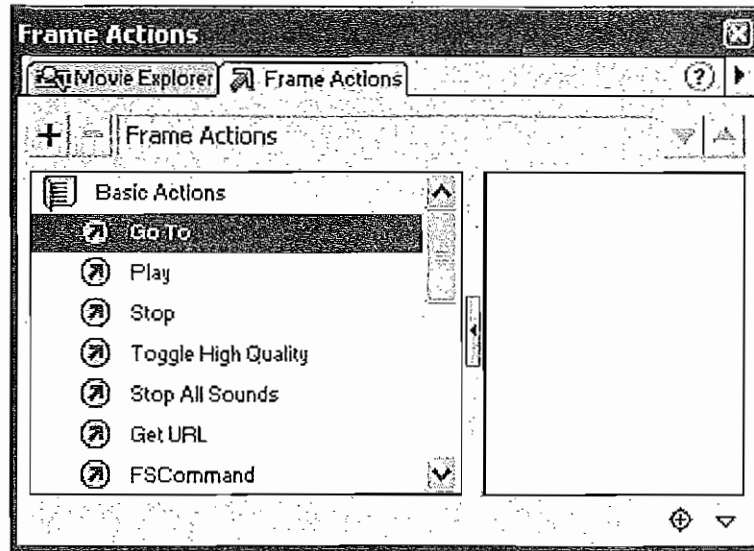 Frame Actions
Movie Explorer Frame Actions ?
+ - Frame Actions
Basic Actions
Go To
Play
Stop
Toggle High Quality
Stop All Sounds
Get URL
FSCommand